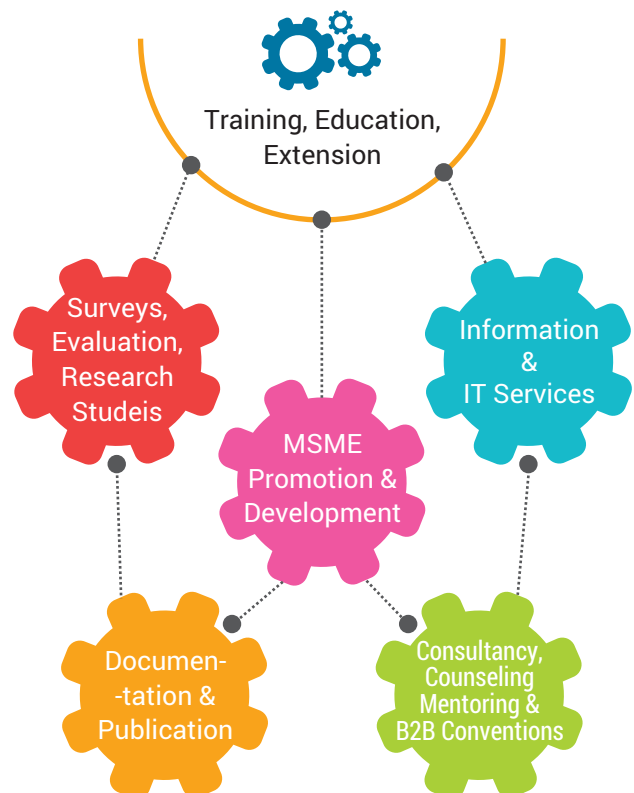 Training, Education,
Extension
Surveys,
Evaluation,
Research
Studeis
Information
&
IT Services
MSME
Promotion &
Development
Documen-
-tation &
Publication
Consultancy,
Counseling
Mentoring &
B2B Conventions